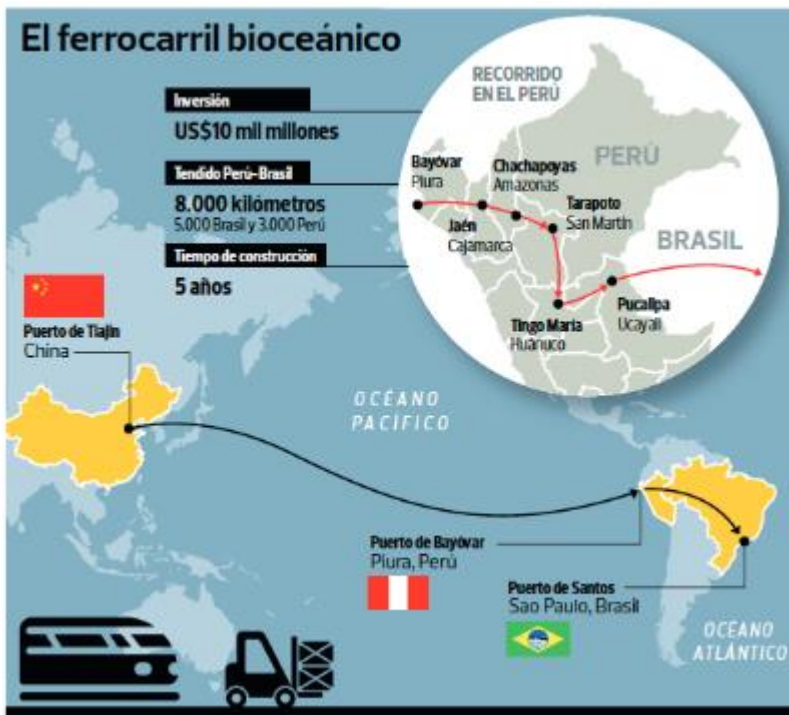 El ferrocarril bioceánico
Inversión
US$10 mil millones
Tendido Perú-Brasil
8.000 kilómetros
5.000 Brasil y 3.000 Perú
Tiempo de construcción
5 años
RECORRIDO
EN EL PERÚ
PERÚ
BRASIL
Bayóvar
Piura
Jaén
Cajamarca
Chachapoyas
Amazonas
Tarapoto
San Martín
Tingo María
Huánuco
Pucallpa
Ucayali
Puerto de Tiajin
China
OCÉANO
PACÍFICO
Puerto de Bayóvar
Piura, Perú
Puerto de Santos
Sao Paulo, Brasil
OCÉANO
ATLÁNTICO